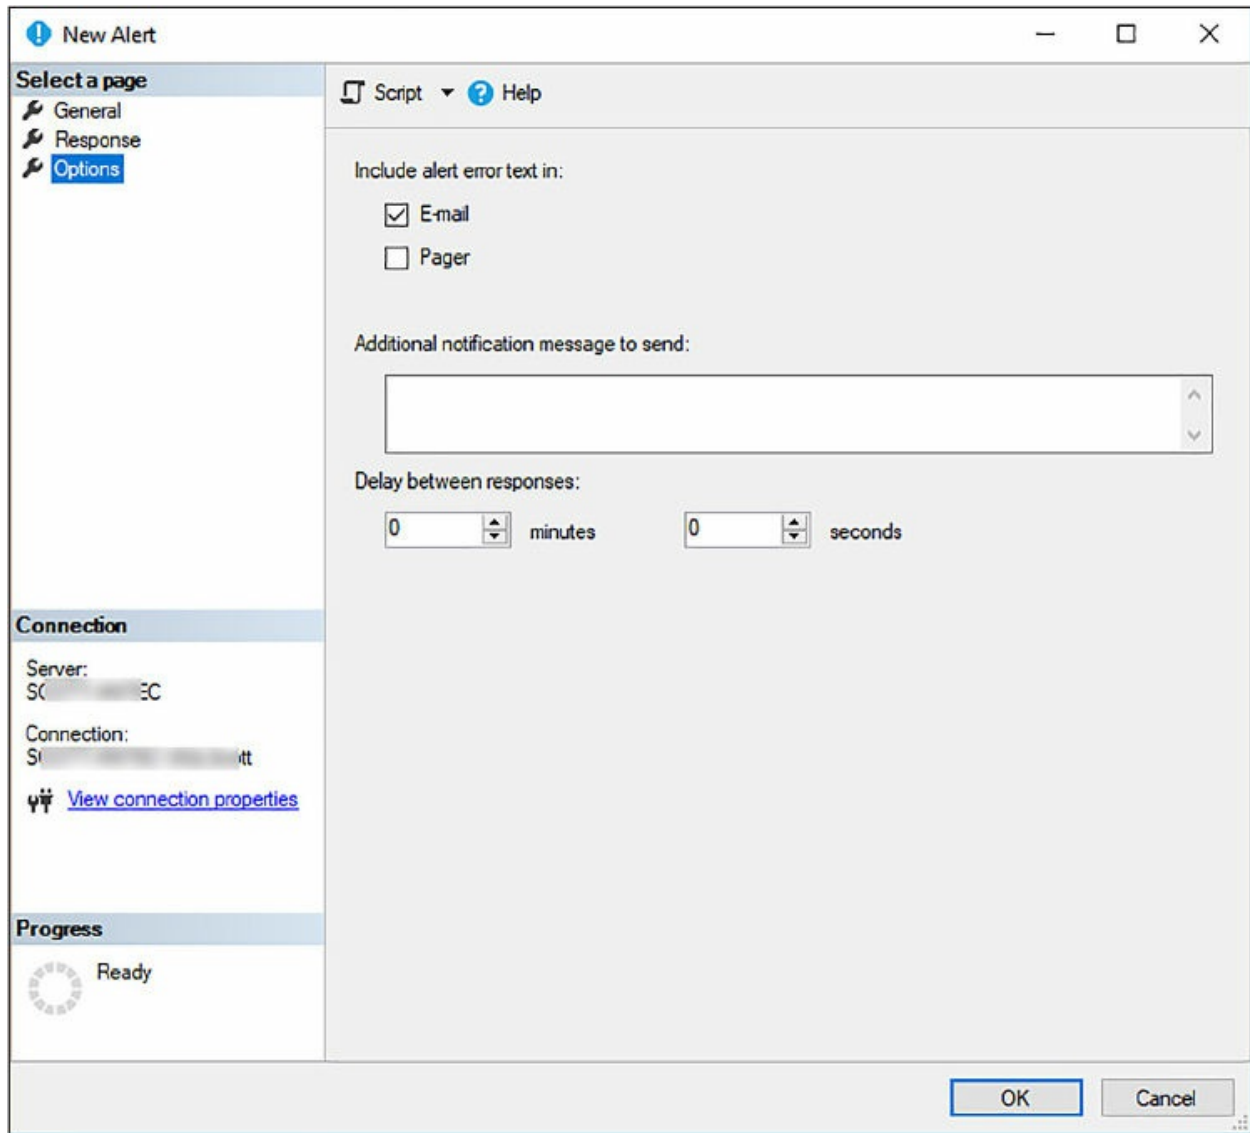 New Alert
Select a page
General
Response
Options
Script
Help
Include alert error text in:
E-mail
Pager
Additional notification message to send:
Delay between responses:
0 minutes 0 seconds
Connection
Server:
Connection:
View connection properties
Progress
Ready
OK Cancel